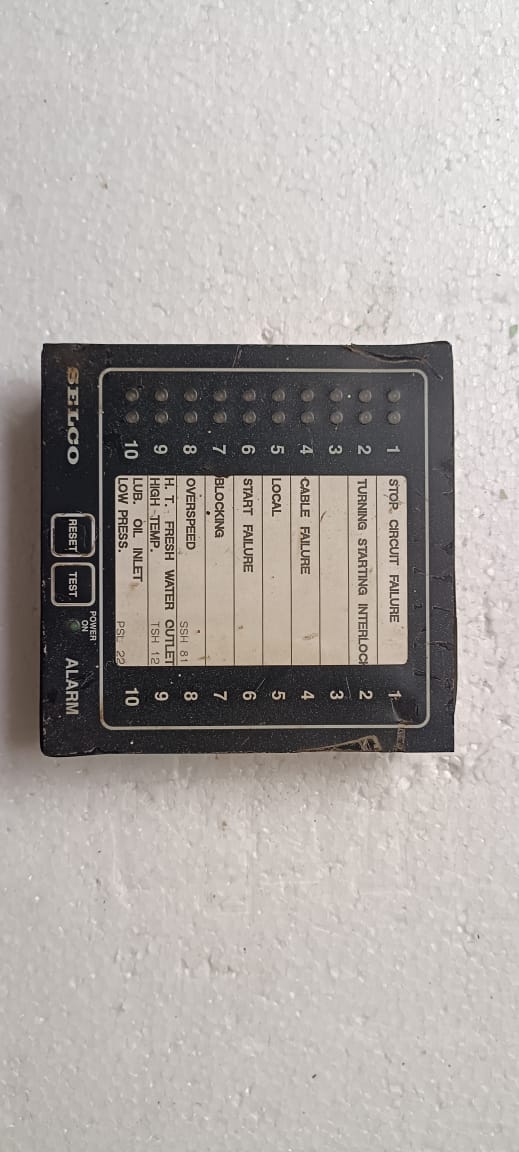 1 STOP. CIRCUIT FAILURE 1
2 TURNING STARTING INTERLOCK 2
3 3
4 CABLE FAILURE 4
5 LOCAL 5
6 START FAILURE 6
7 BLOCKING 7
8 OVERSPEED SSH 81 8
H. T. FRESH WATER OUTLET
9 HIGH TEMP. TSH 12 9
LUB. OIL INLET
10 LOW PRESS. PSL 22 10
SELCO RESET TEST POWER ON ALARM